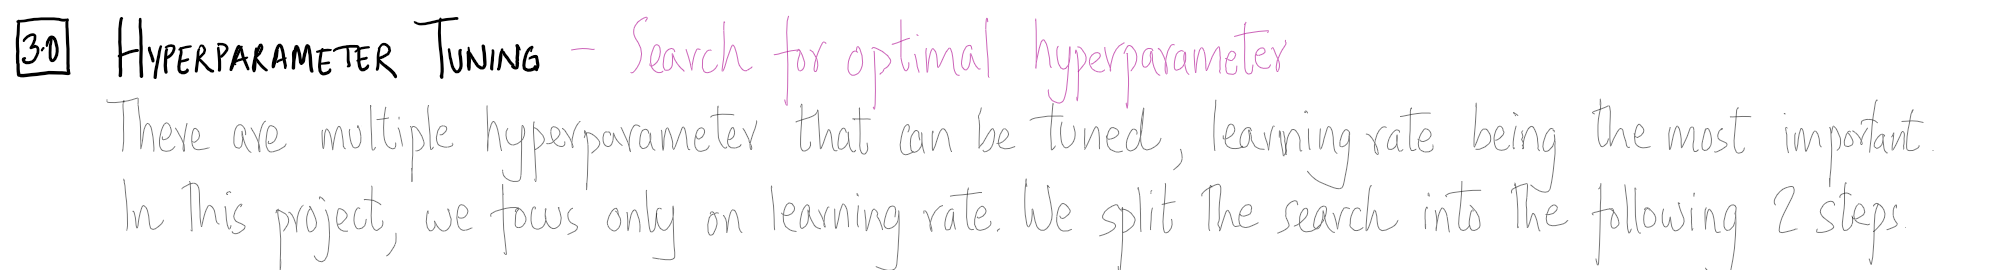 3.0 HYPERPARAMETER TUNING - Search for optimal hyperparameter
There are multiple hyperparameter that can be tuned, learning rate being the most important.
In this project, we focus only on learning rate. We split the search into the following 2 steps.